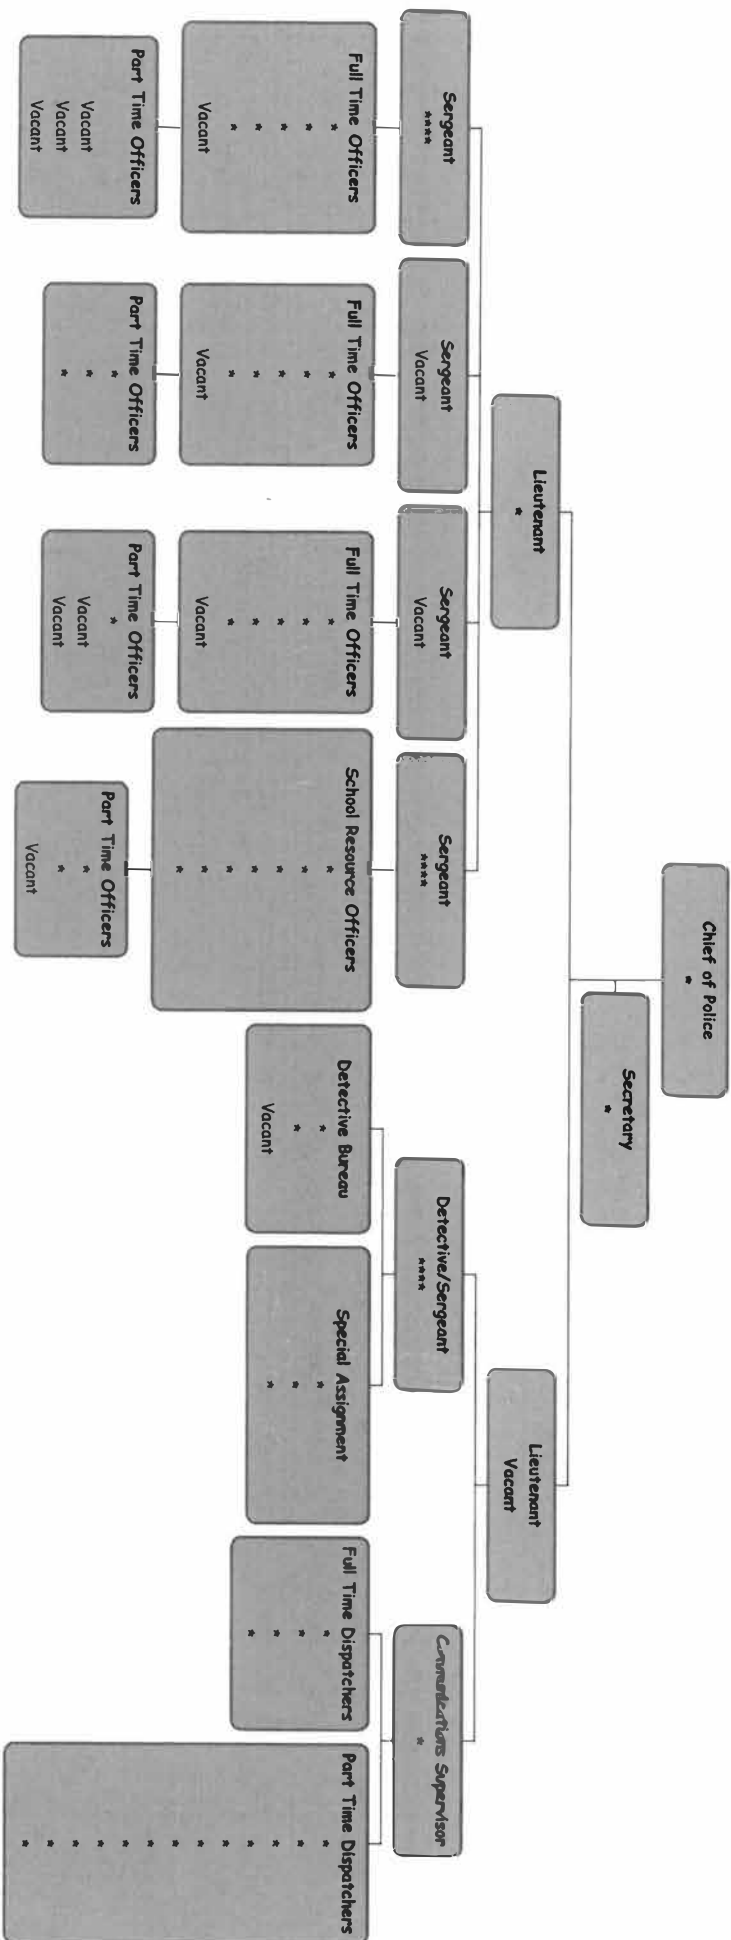 Chief of Police
*
Secretary
*
Lieutenant
*
Lieutenant
Vacant
Sergeant
****
Sergeant
Vacant
Sergeant
Vacant
Sergeant
****
Detective/Sergeant
****
Communications Supervisor
*
Full Time Officers
*
*
*
*
*
Vacant
Full Time Officers
*
*
*
*
*
Vacant
Full Time Officers
*
*
*
*
*
Vacant
School Resource Officers
*
*
*
*
*
*
*
Detective Bureau
*
*
Vacant
Special Assignment
*
*
*
Full Time Dispatchers
*
*
*
*
Part Time Dispatchers
*
*
*
*
*
*
*
*
*
*
*
*
*
Part Time Officers
Vacant
Vacant
Vacant
Part Time Officers
*
*
*
Part Time Officers
*
Vacant
Vacant
Part Time Officers
*
*
Vacant